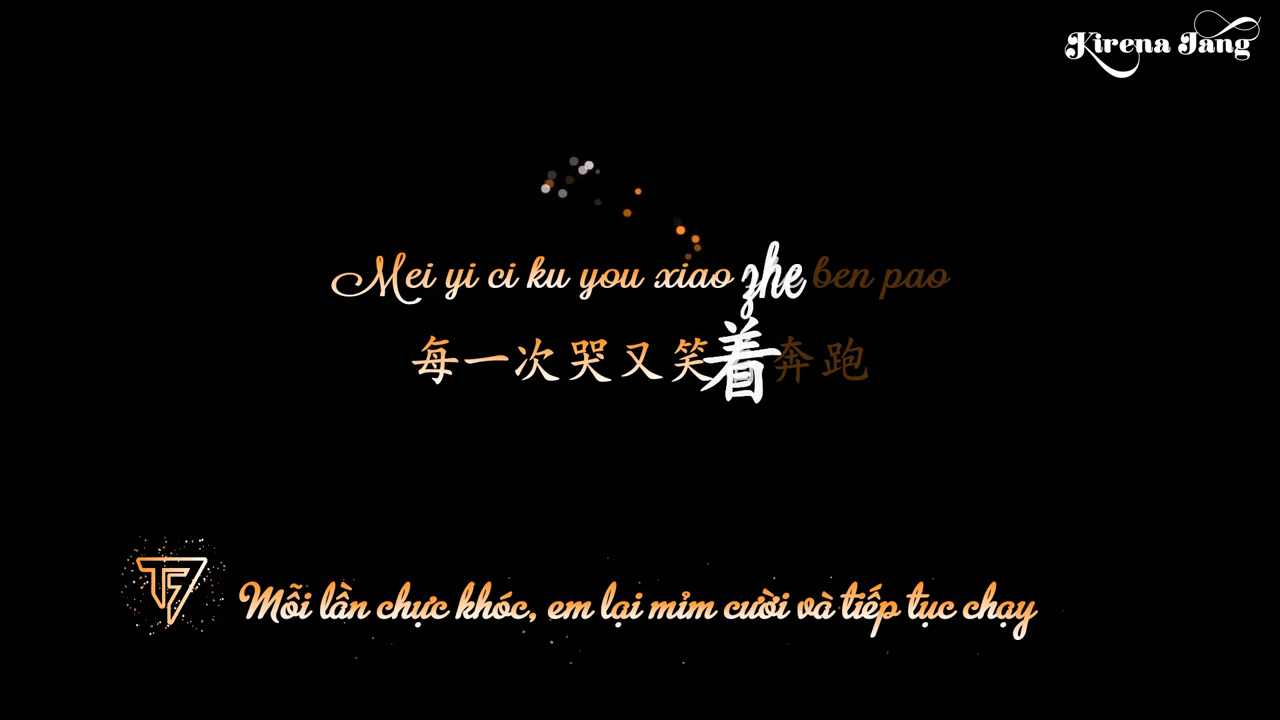 Kirena Jang
Mei yi ci ku you xiao zhe ben pao
每一次哭又笑着奔跑
TF
Mỗi lần chực khóc, em lại mỉm cười và tiếp tục chạy